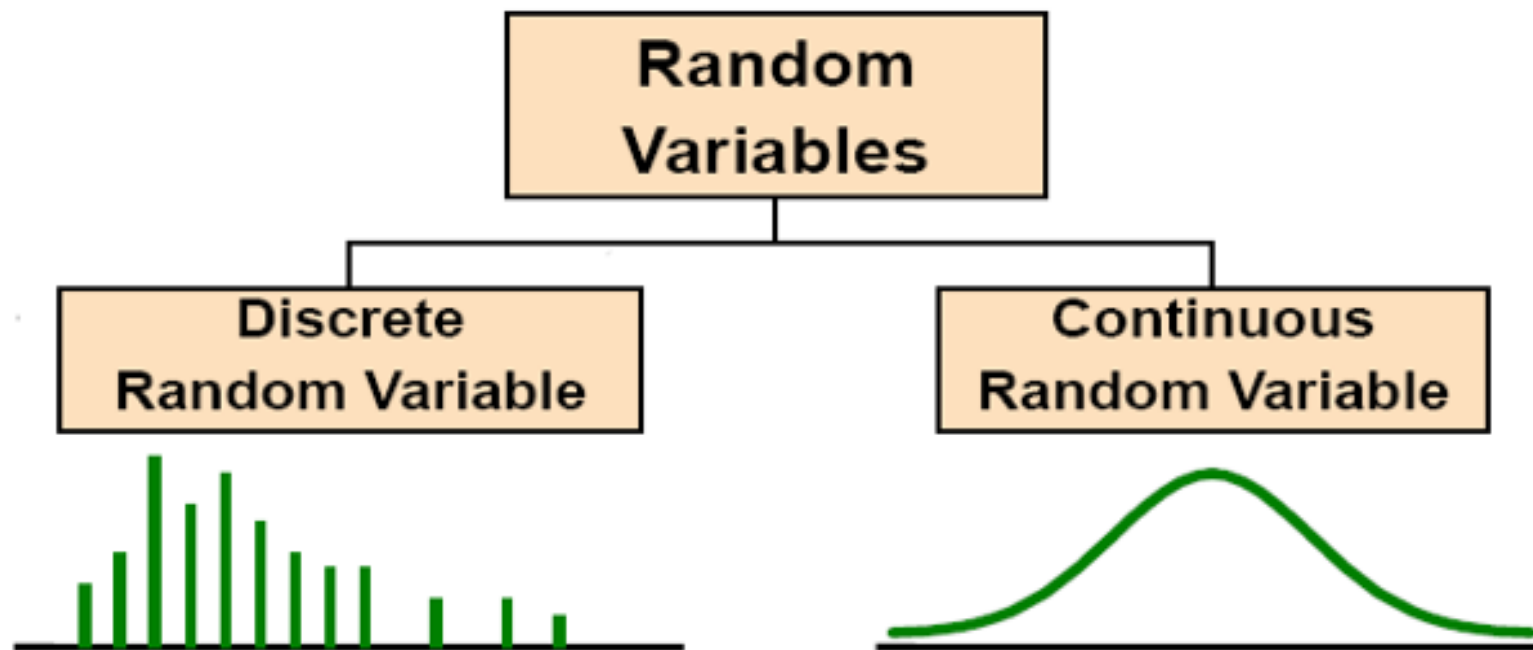 Random
Variables
Discrete
Random Variable
Continuous
Random Variable